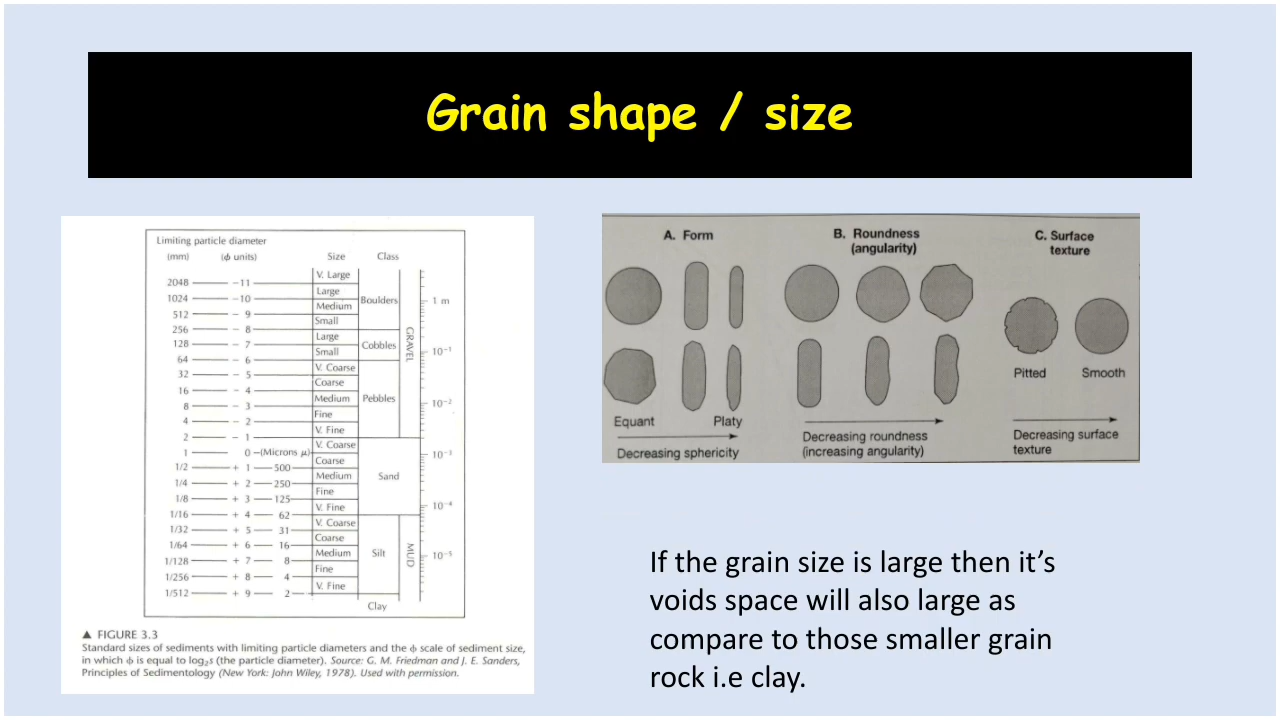 Grain shape / size
Limiting particle diameter
(mm) (ϕ units) Size Class
V. Large
2048 — −11
Large
1024 — −10 Boulders 1 m
Medium
512 — − 9
Small
256 — − 8
Large
128 — − 7 Cobbles GRAVEL
Small 10⁻¹
64 — − 6
V. Coarse
32 — − 5
Coarse
16 — − 4
Medium Pebbles 10⁻²
8 — − 3
Fine
4 — − 2
V. Fine
2 — − 1
V. Coarse
1 0 —(Microns μ) 10⁻³
Coarse
1/2 — + 1 — 500
Medium Sand
1/4 — + 2 — 250
Fine
1/8 — + 3 — 125
V. Fine 10⁻⁴
1/16 — + 4 — 62
V. Coarse
1/32 — + 5 — 31
Coarse
1/64 — + 6 — 16
Medium Silt MUD 10⁻⁵
1/128 — + 7 — 8
Fine
1/256 — + 8 — 4
V. Fine
1/512 — + 9 — 2
Clay
▲ FIGURE 3.3
Standard sizes of sediments with limiting particle diameters and the ϕ scale of sediment size,
in which ϕ is equal to log₂s (the particle diameter). Source: G. M. Friedman and J. E. Sanders,
Principles of Sedimentology (New York: John Wiley, 1978). Used with permission.
A. Form
Equant Platy
Decreasing sphericity
B. Roundness
(angularity)
Decreasing roundness
(increasing angularity)
C. Surface
texture
Pitted Smooth
Decreasing surface
texture
If the grain size is large then it’s
voids space will also large as
compare to those smaller grain
rock i.e clay.